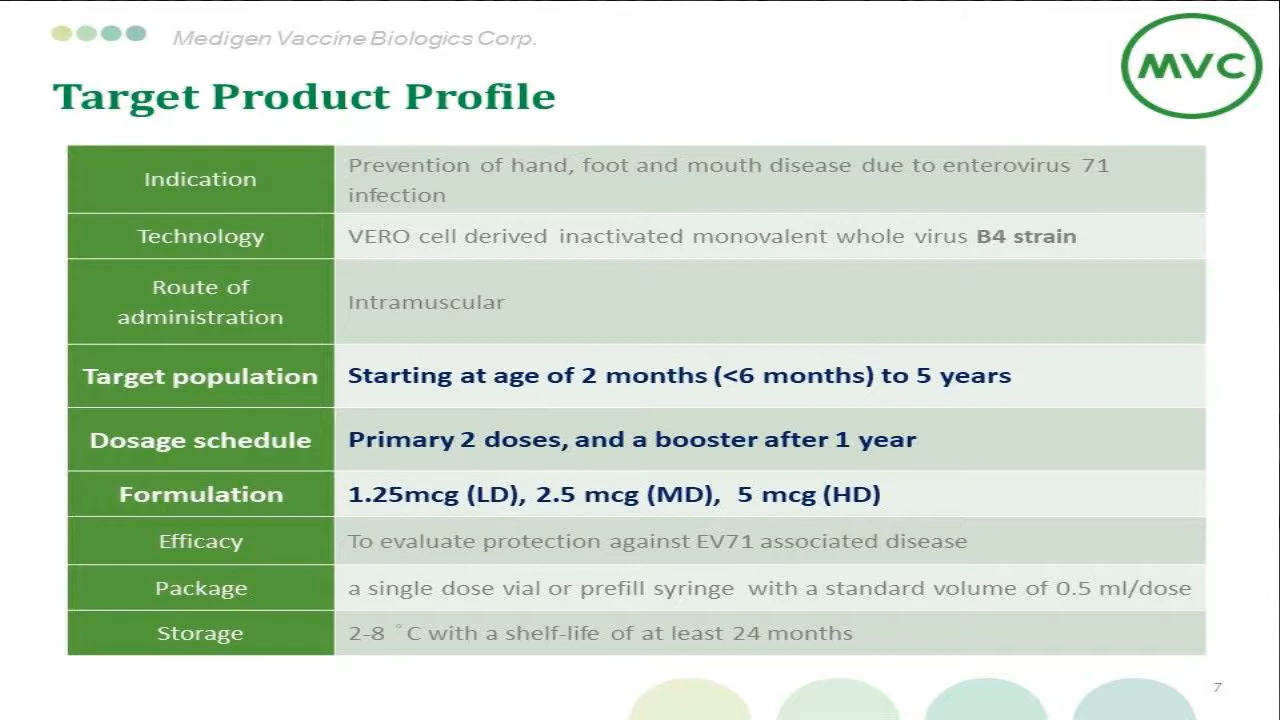 Medigen Vaccine Biologics Corp.
MVC
Target Product Profile
Indication
Prevention of hand, foot and mouth disease due to enterovirus 71
infection
Technology
VERO cell derived inactivated monovalent whole virus B4 strain
Route of
administration
Intramuscular
Target population
Starting at age of 2 months (<6 months) to 5 years
Dosage schedule
Primary 2 doses, and a booster after 1 year
Formulation
1.25mcg (LD), 2.5 mcg (MD), 5 mcg (HD)
Efficacy
To evaluate protection against EV71 associated disease
Package
a single dose vial or prefill syringe with a standard volume of 0.5 ml/dose
Storage
2-8 ˚C with a shelf-life of at least 24 months
7